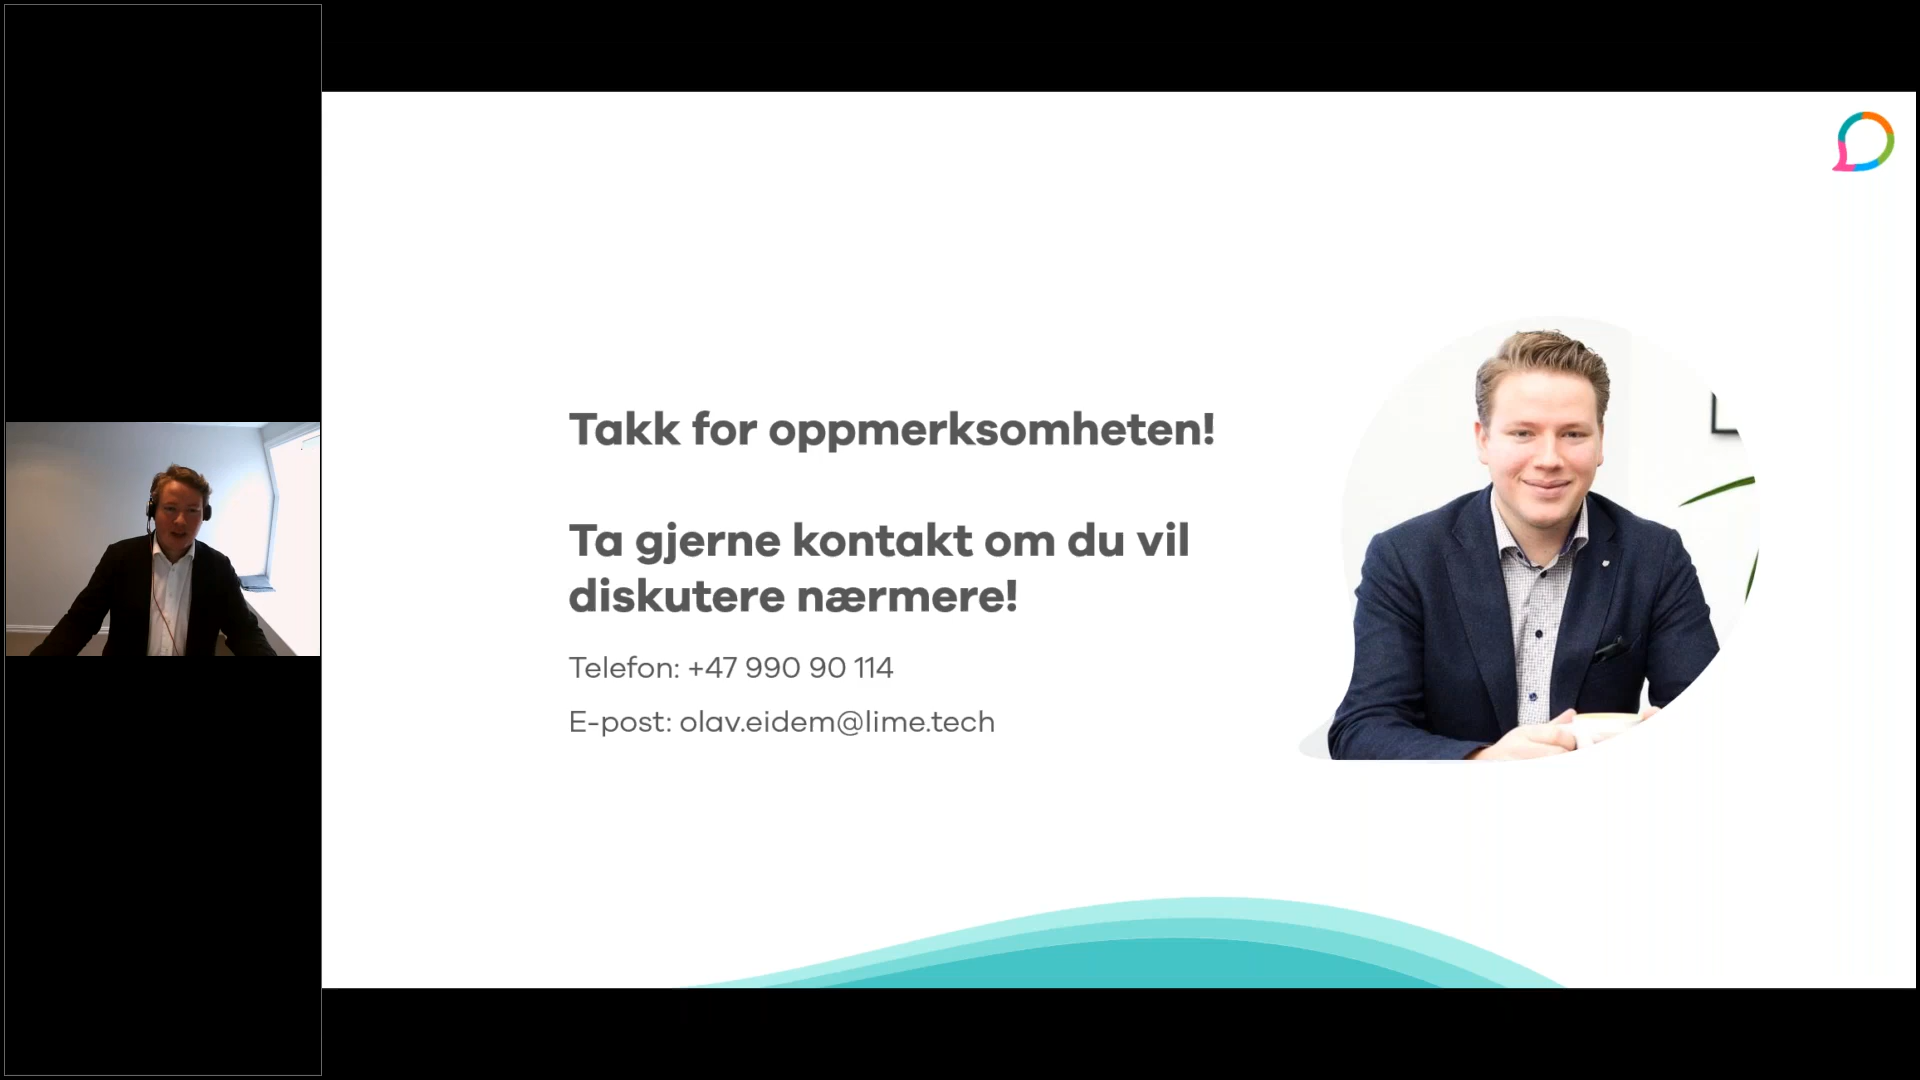 Takk for oppmerksomheten!
Ta gjerne kontakt om du vil
diskutere nærmere!
Telefon: +47 990 90 114
E-post: olav.eidem@lime.tech